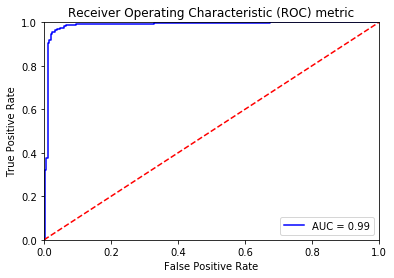 Receiver Operating Characteristic (ROC) metric
1.0
0.8
0.6
0.4
0.2
0.0
True Positive Rate
AUC = 0.99
0.0 0.2 0.4 0.6 0.8 1.0
False Positive Rate